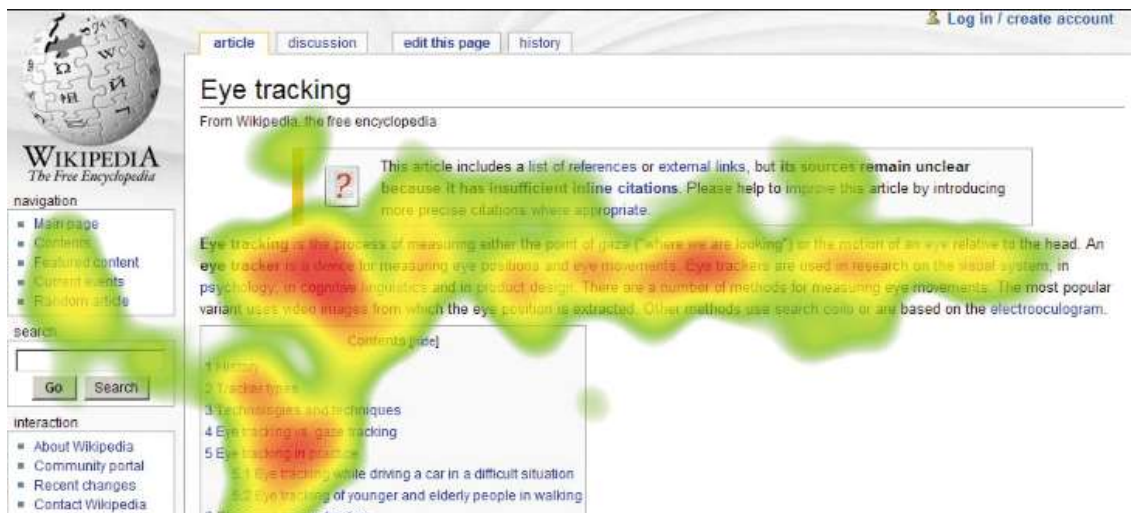 Log in / create account
article discussion edit this page history
Eye tracking
From Wikipedia, the free encyclopedia
WIKIPEDIA
The Free Encyclopedia
navigation
Main page
Contents
Featured content
Current events
Random article
search
Go Search
interaction
About Wikipedia
Community portal
Recent changes
Contact Wikipedia
?
This article includes a list of references or external links, but its sources remain unclear
because it has insufficient inline citations. Please help to improve this article by introducing
more precise citations where appropriate.
Eye tracking is the process of measuring either the point of gaze ("where we are looking") or the motion of an eye relative to the head. An
eye tracker is a device for measuring eye positions and eye movements. Eye trackers are used in research on the visual system, in
psychology, in cognitive linguistics and in product design. There are a number of methods for measuring eye movements. The most popular
variant uses video images from which the eye position is extracted. Other methods use search coils or are based on the electrooculogram.
Contents [hide]
1 History
2 Tracker types
3 Technologies and techniques
4 Eye tracking vs. gaze tracking
5 Eye tracking in practice
5.1 Eye tracking while driving a car in a difficult situation
5.2 Eye tracking of younger and elderly people in walking